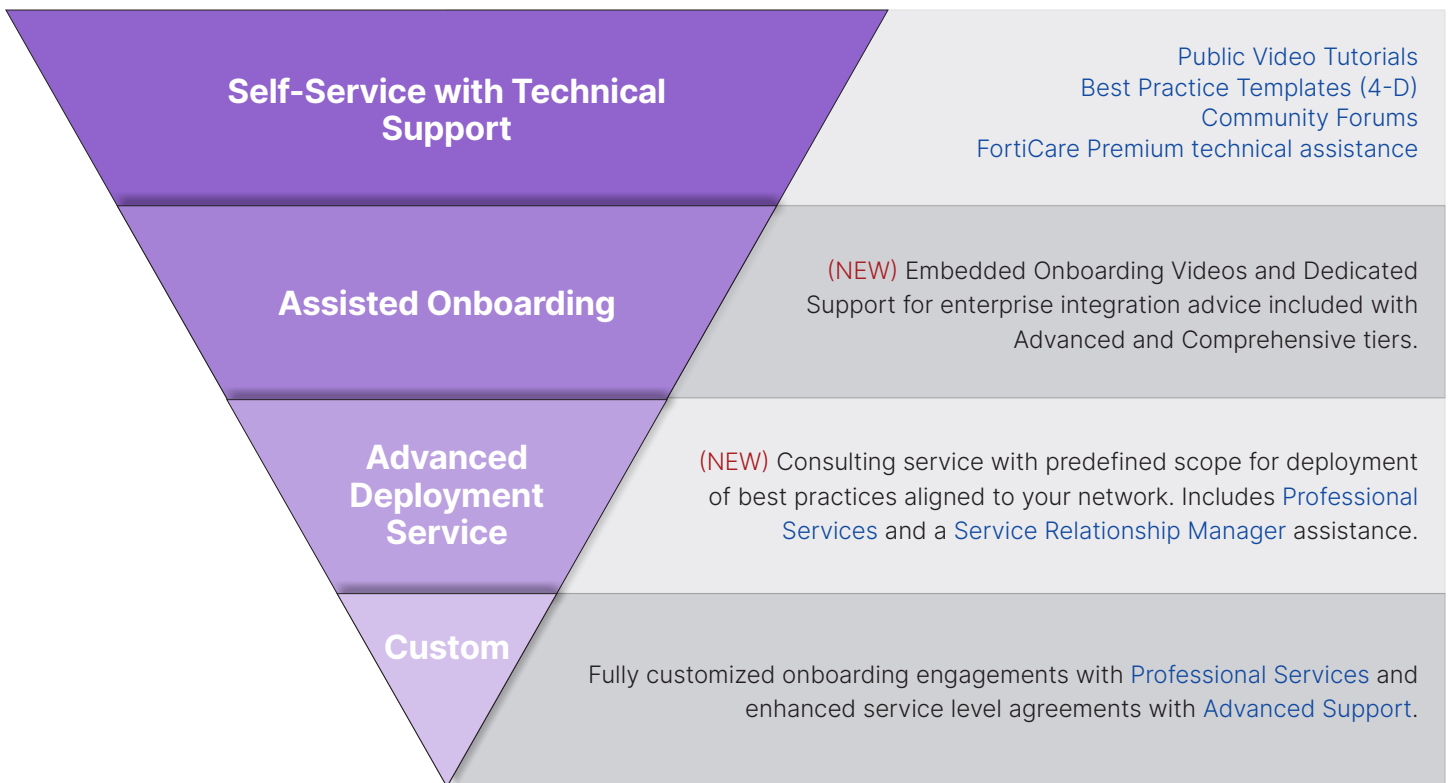 Self-Service with Technical
Support
Public Video Tutorials
Best Practice Templates (4-D)
Community Forums
FortiCare Premium technical assistance
Assisted Onboarding
(NEW) Embedded Onboarding Videos and Dedicated
Support for enterprise integration advice included with
Advanced and Comprehensive tiers.
Advanced
Deployment
Service
(NEW) Consulting service with predefined scope for deployment
of best practices aligned to your network. Includes Professional
Services and a Service Relationship Manager assistance.
Custom
Fully customized onboarding engagements with Professional Services and
enhanced service level agreements with Advanced Support.